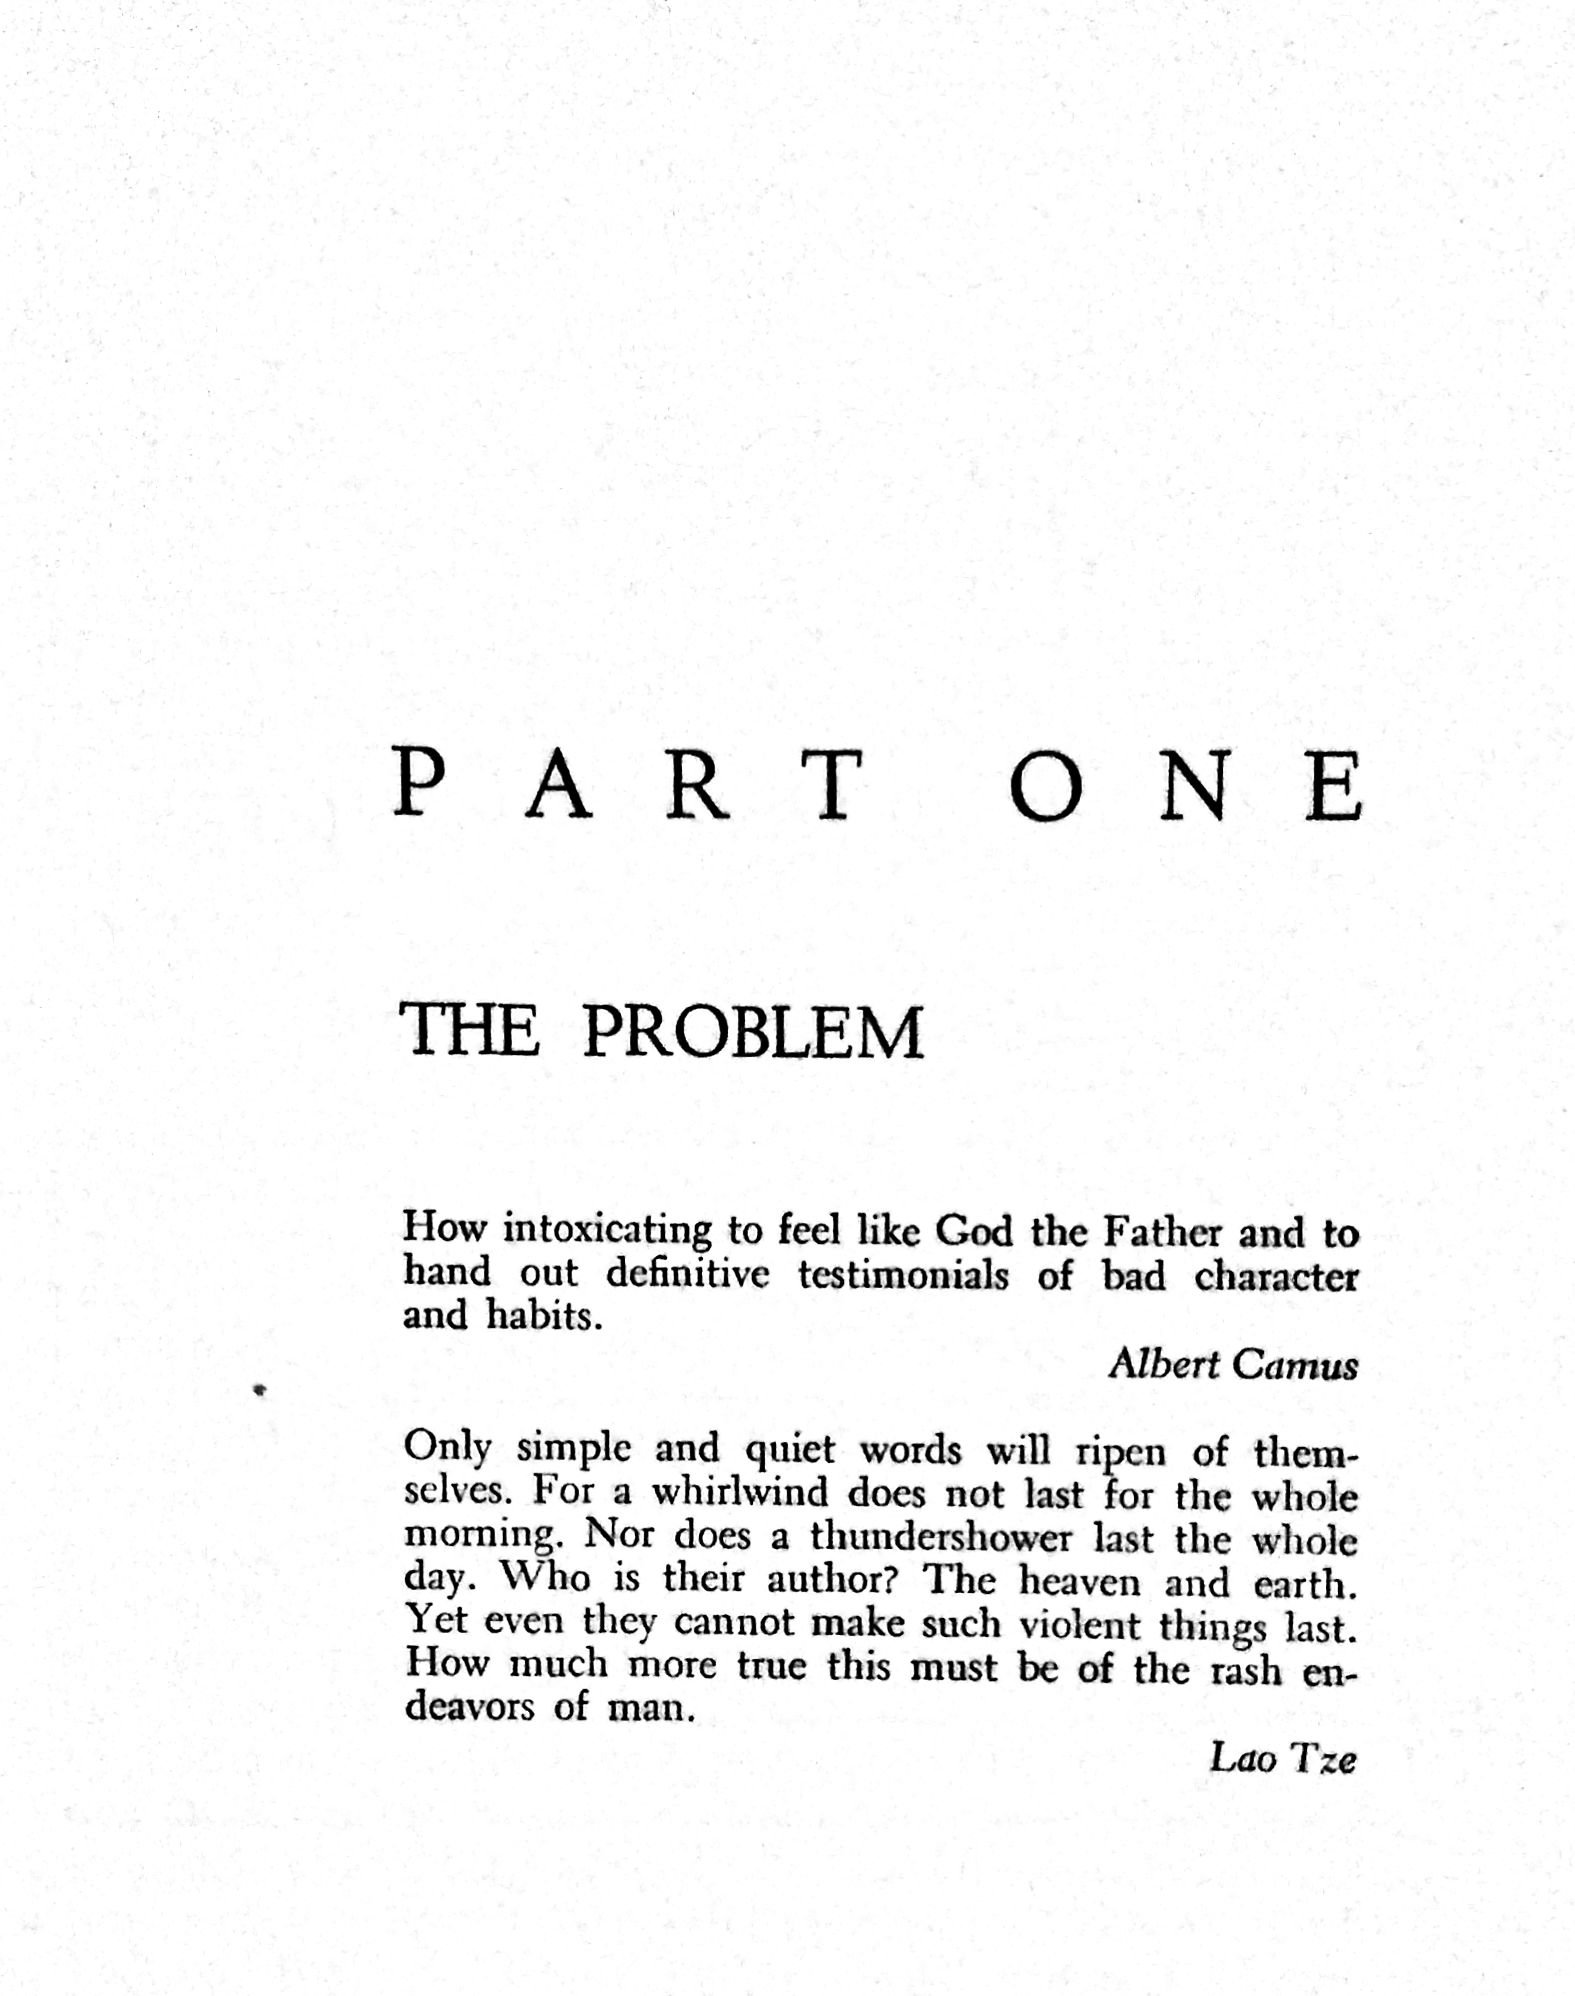 PART ONE
THE PROBLEM
How intoxicating to feel like God the Father and to
hand out definitive testimonials of bad character
and habits.
Albert Camus
Only simple and quiet words will ripen of them-
selves. For a whirlwind does not last for the whole
morning. Nor does a thundershower last the whole
day. Who is their author? The heaven and earth.
Yet even they cannot make such violent things last.
How much more true this must be of the rash en-
deavors of man.
Lao Tze